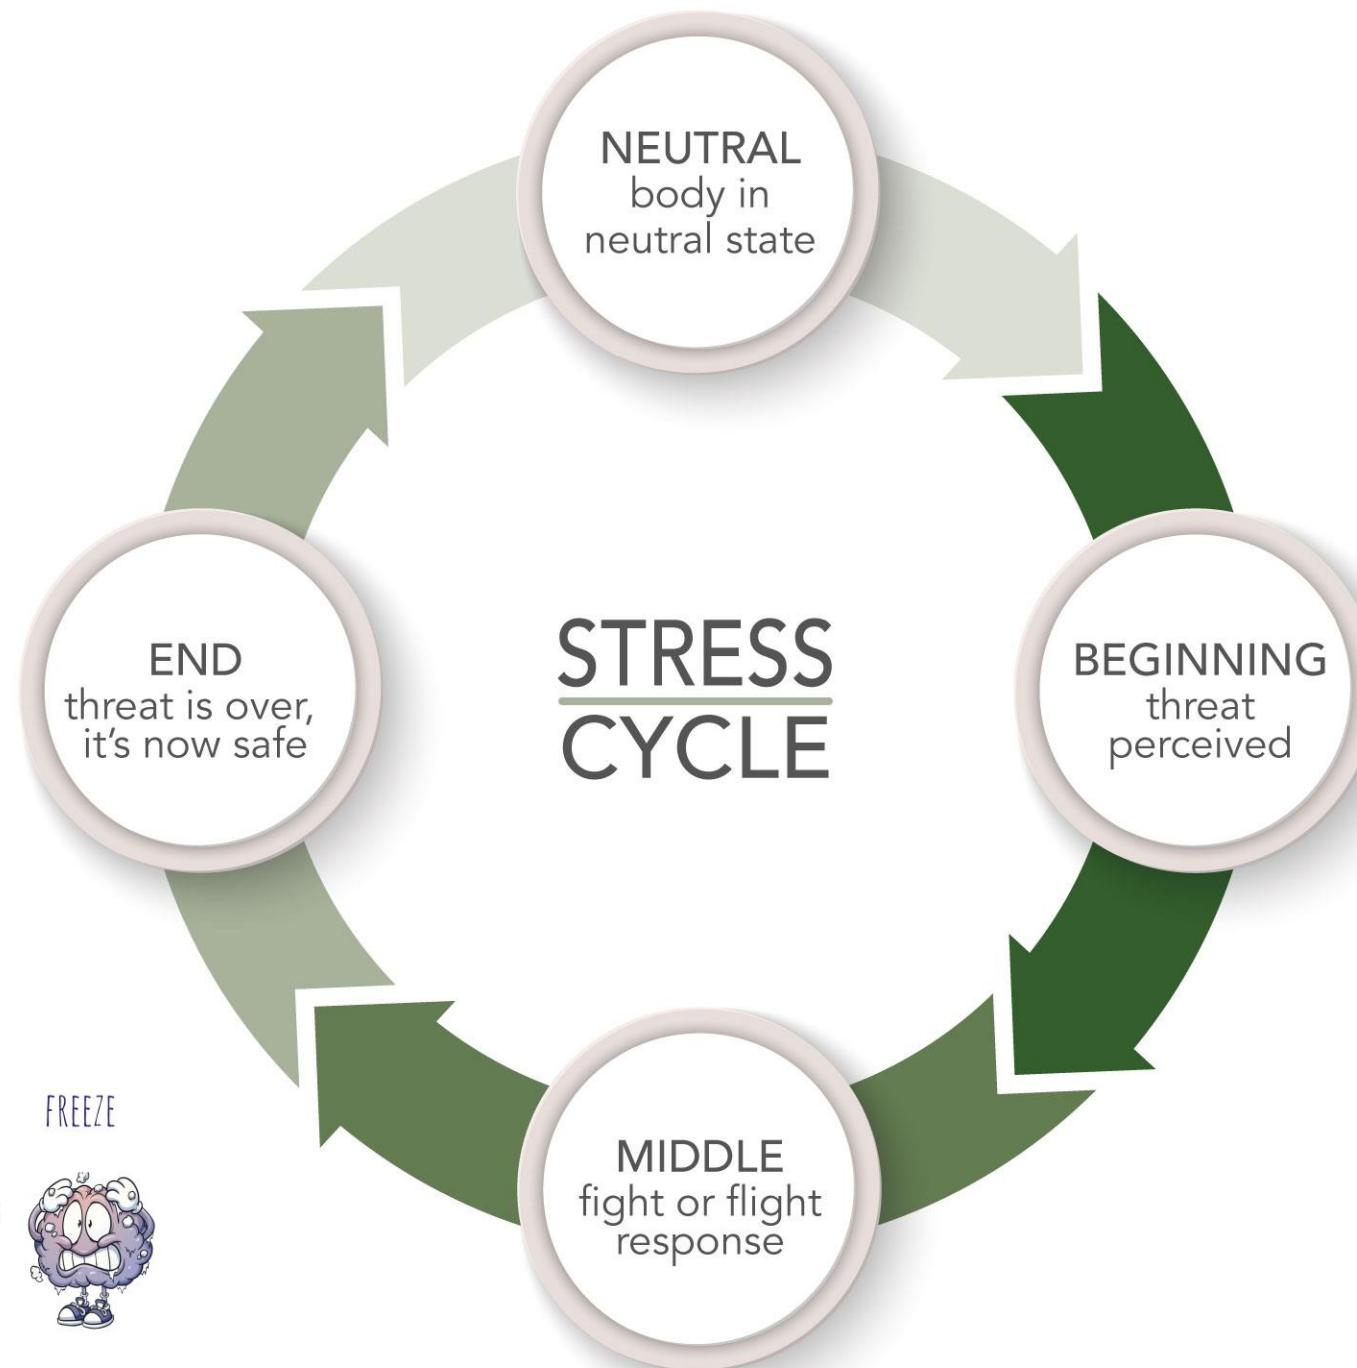 NEUTRAL
body in
neutral state
BEGINNING
threat
perceived
MIDDLE
fight or flight
response
END
threat is over,
it's now safe
STRESS
CYCLE
FREEZE